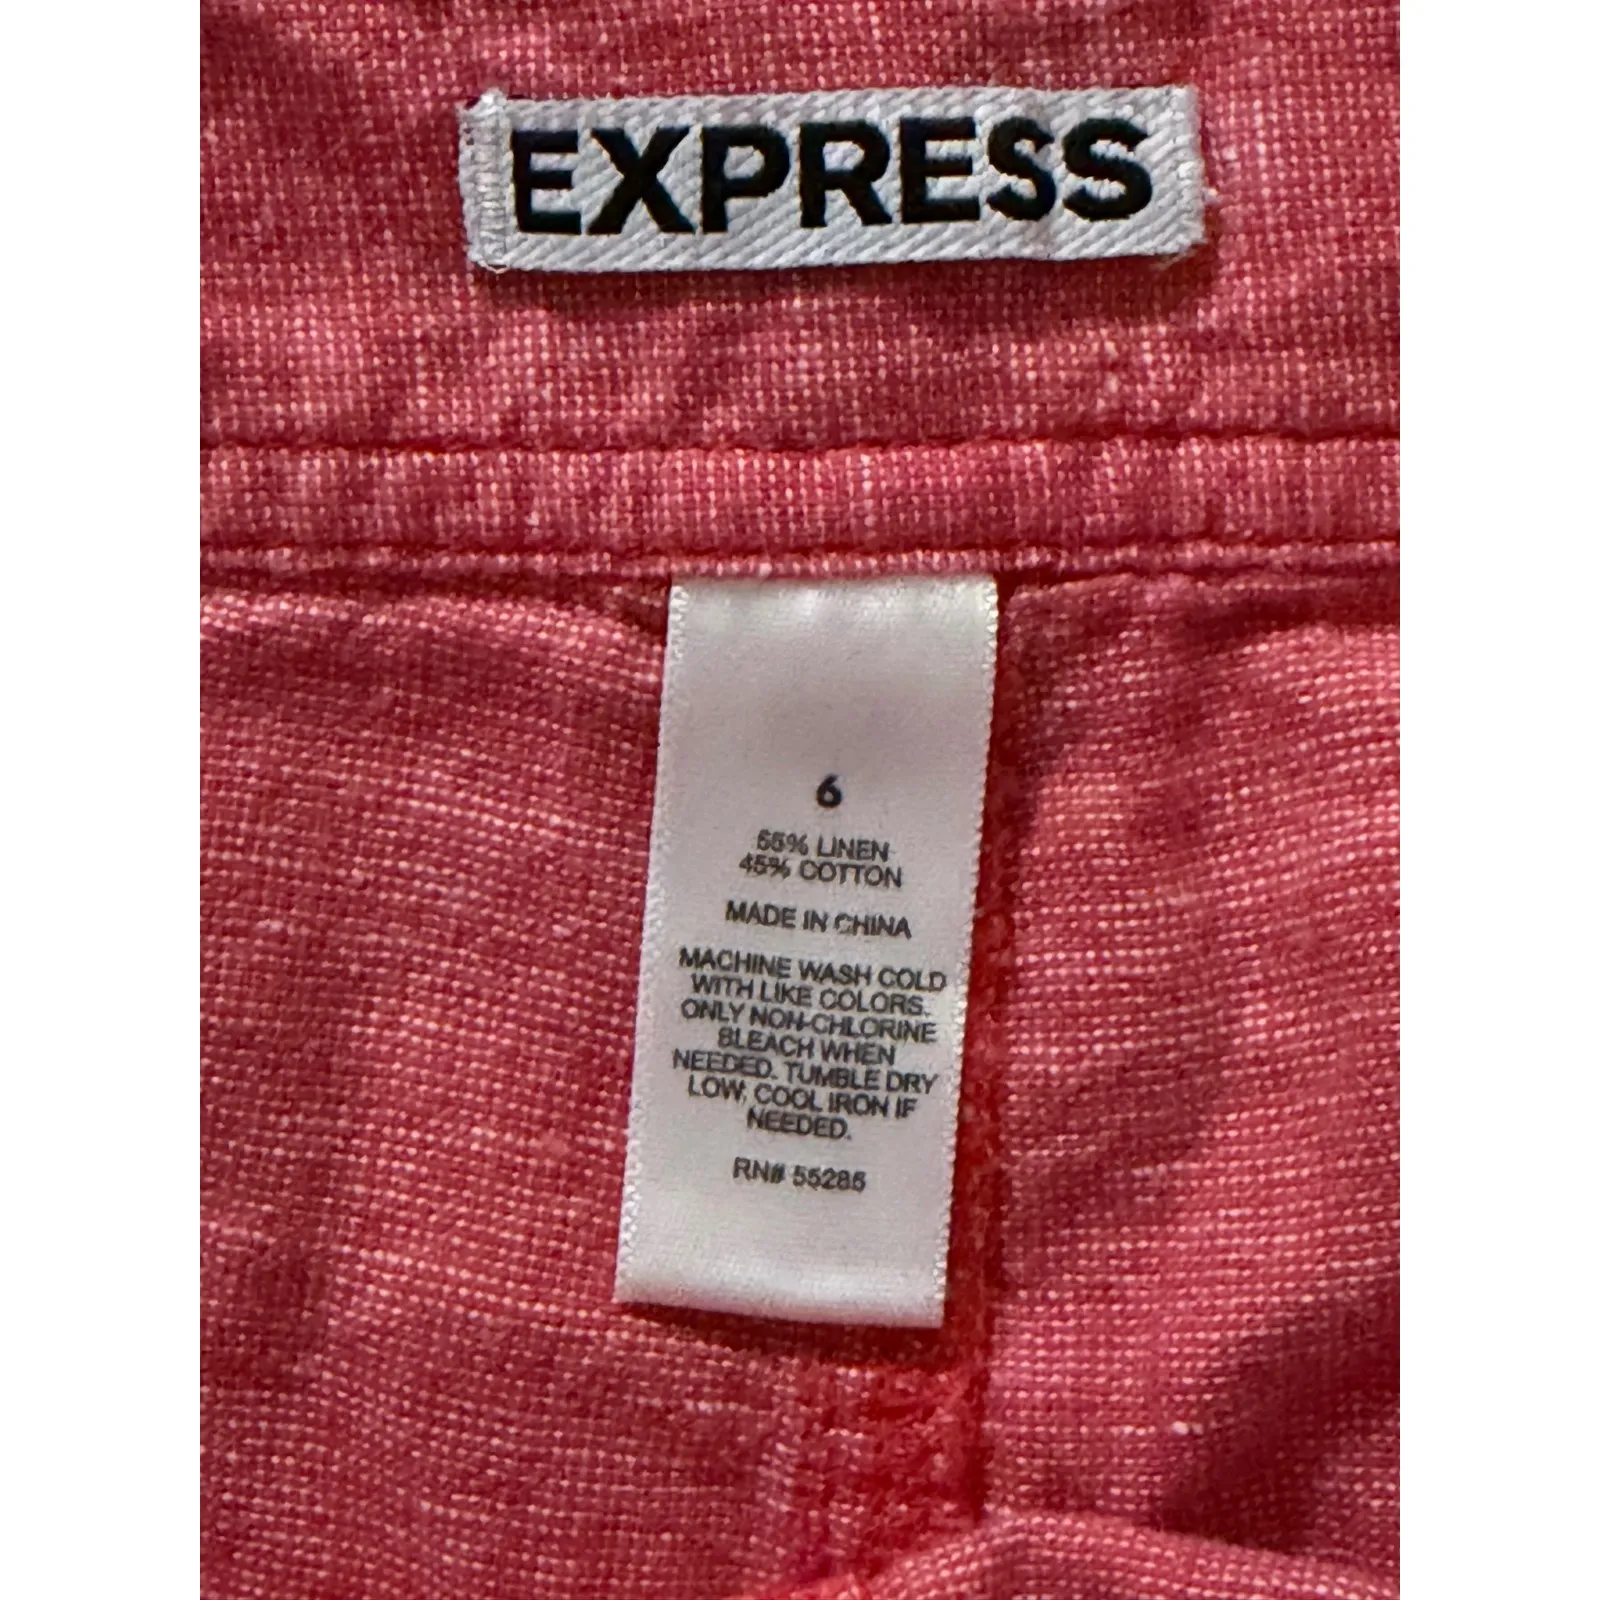 EXPRESS
6
55% LINEN
45% COTTON
MADE IN CHINA
MACHINE WASH COLD
WITH LIKE COLORS.
ONLY NON-CHLORINE
BLEACH WHEN
NEEDED. TUMBLE DRY
LOW, COOL IRON IF
NEEDED.
RN# 55285